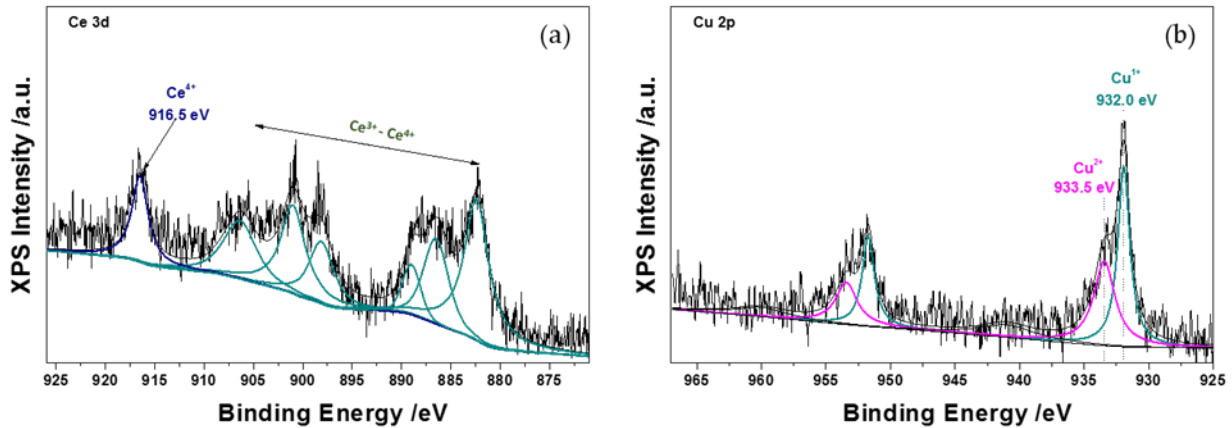 Ce 3d
(a)
Ce⁴⁺
916.5 eV
Ce³⁺- Ce⁴⁺
XPS Intensity /a.u.
925 920 915 910 905 900 895 890 885 880 875
Binding Energy /eV
Cu 2p
(b)
Cu¹⁺
932.0 eV
Cu²⁺
933.5 eV
XPS Intensity /a.u.
965 960 955 950 945 940 935 930 925
Binding Energy /eV